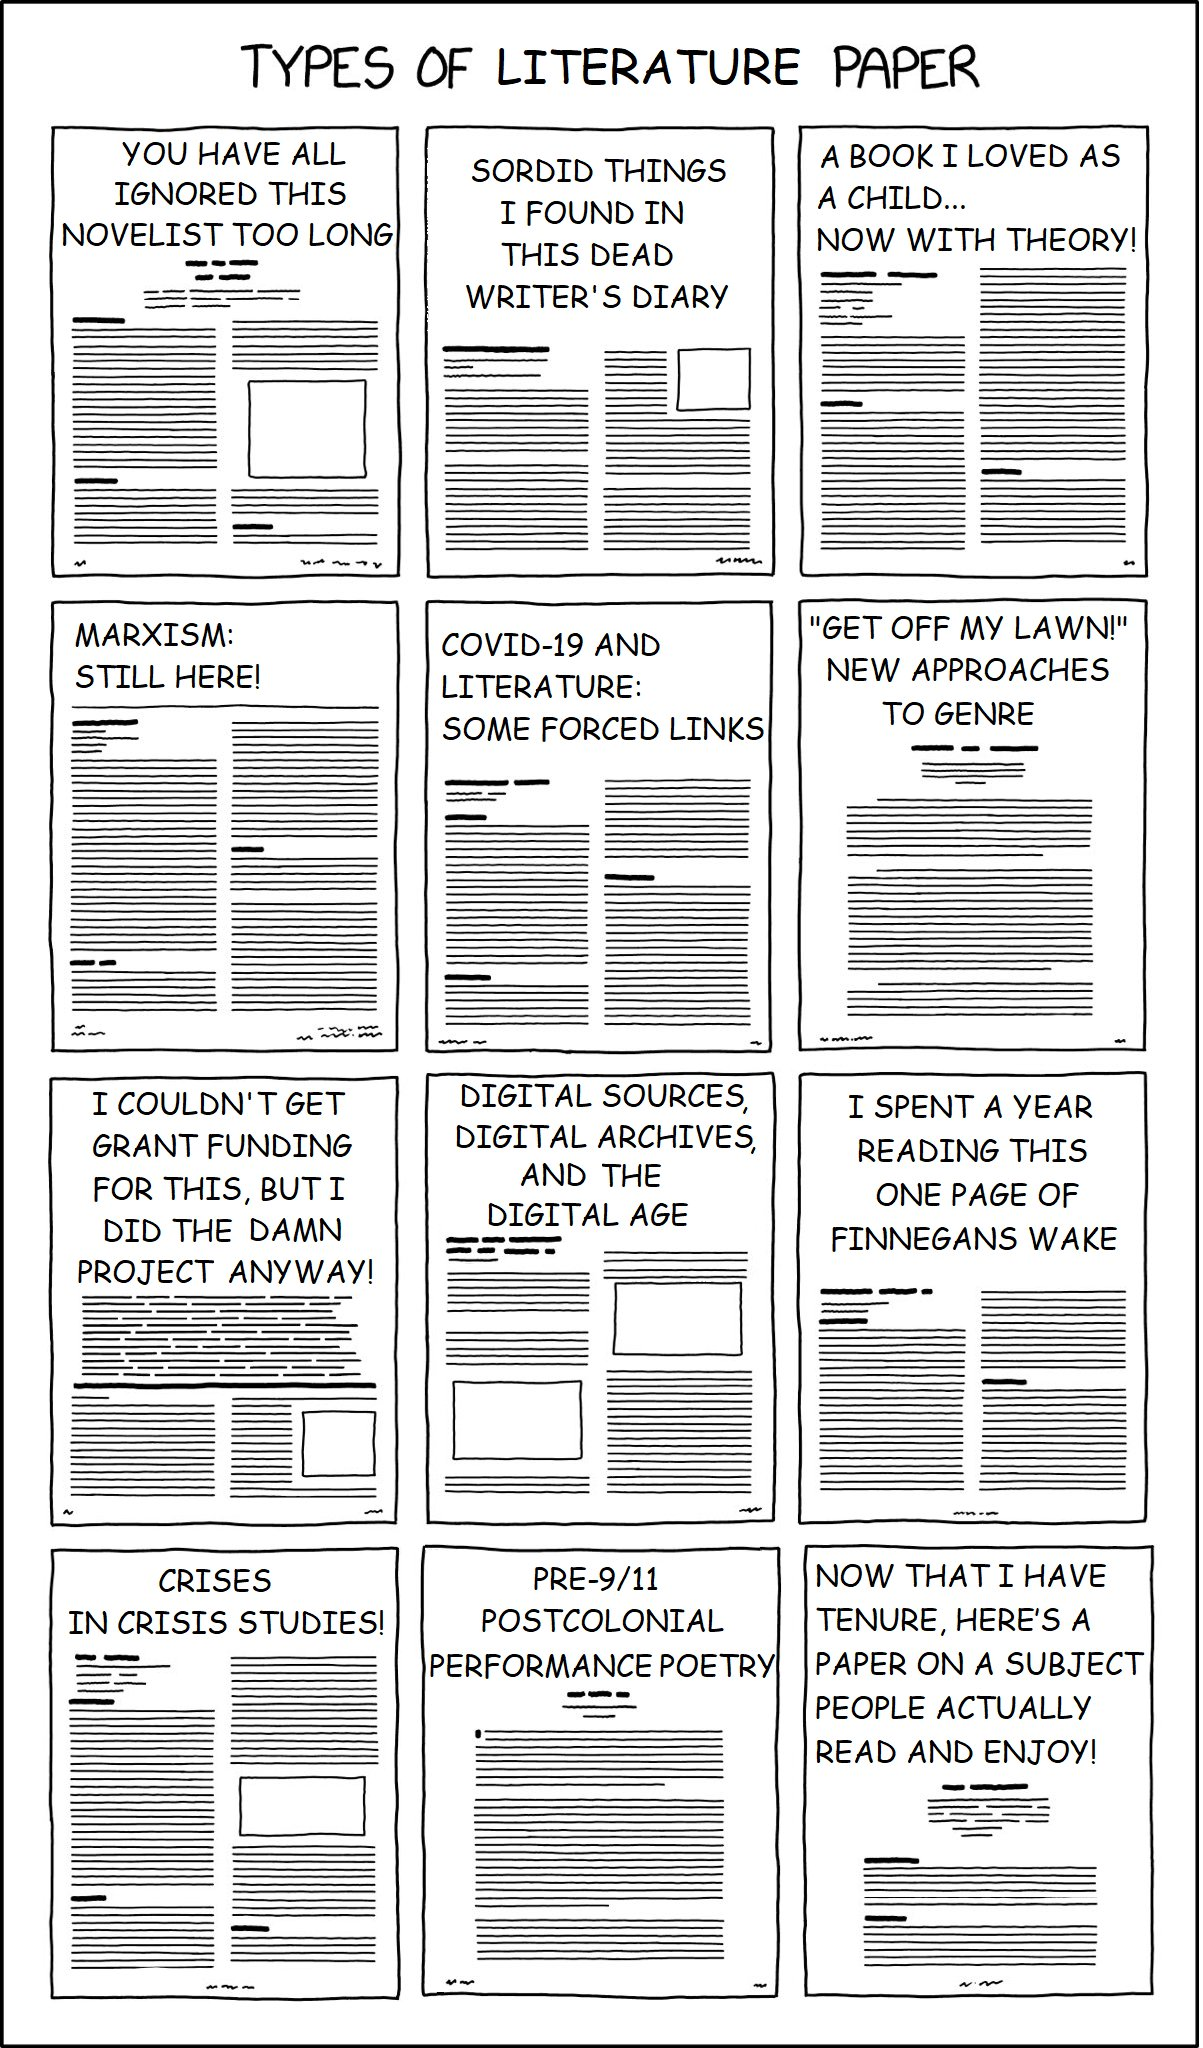 TYPES OF LITERATURE PAPER
YOU HAVE ALL
IGNORED THIS
NOVELIST TOO LONG
SORDID THINGS
I FOUND IN
THIS DEAD
WRITER'S DIARY
A BOOK I LOVED AS
A CHILD...
NOW WITH THEORY!
MARXISM:
STILL HERE!
COVID-19 AND
LITERATURE:
SOME FORCED LINKS
"GET OFF MY LAWN!"
NEW APPROACHES
TO GENRE
I COULDN'T GET
GRANT FUNDING
FOR THIS, BUT I
DID THE DAMN
PROJECT ANYWAY!
DIGITAL SOURCES,
DIGITAL ARCHIVES,
AND THE
DIGITAL AGE
I SPENT A YEAR
READING THIS
ONE PAGE OF
FINNEGANS WAKE
CRISES
IN CRISIS STUDIES!
PRE-9/11
POSTCOLONIAL
PERFORMANCE POETRY
NOW THAT I HAVE
TENURE, HERE'S A
PAPER ON A SUBJECT
PEOPLE ACTUALLY
READ AND ENJOY!